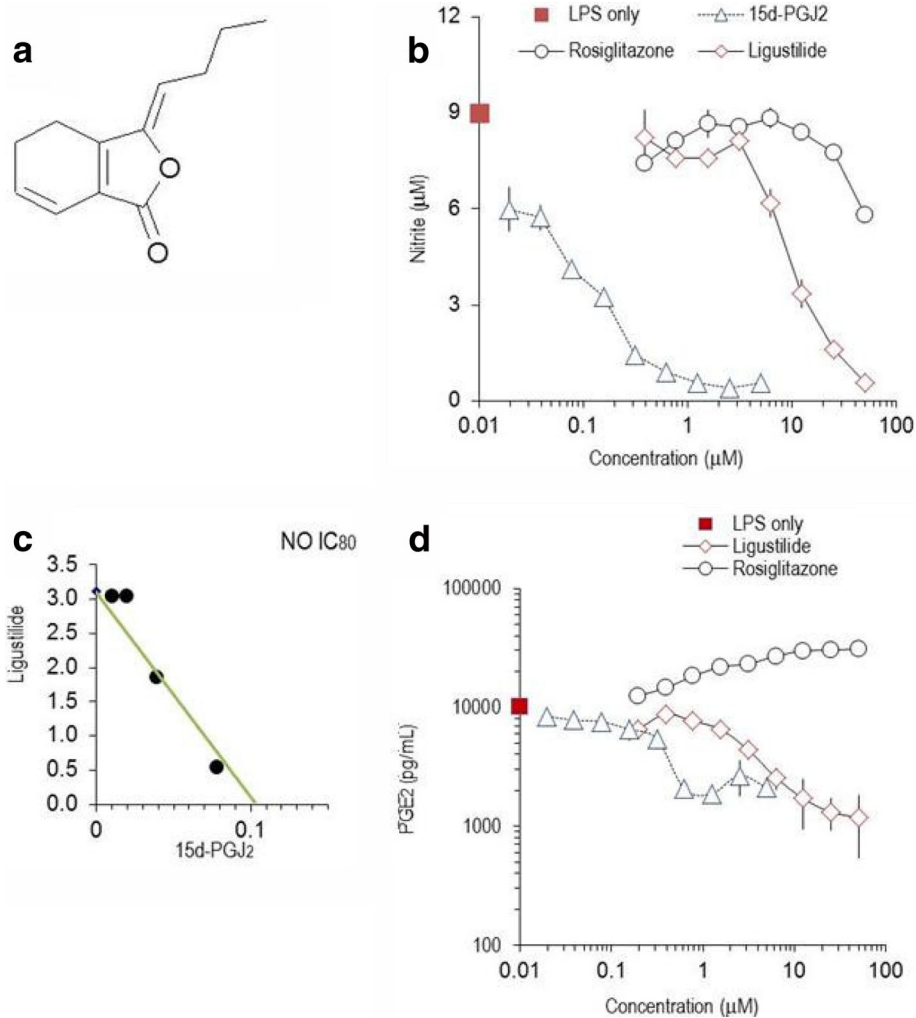 a
O
O
b
LPS only
15d-PGJ2
Rosiglitazone
Ligustilide
12
9
6
3
0
Nitrite (μM)
0.01 0.1 1 10 100
Concentration (μM)
c
NO IC80
3.5
3.0
2.5
2.0
1.5
1.0
0.5
0.0
Ligustilide
0 0.1
15d-PGJ2
d
LPS only
Ligustilide
Rosiglitazone
100000
10000
1000
100
PGE2 (pg/mL)
0.01 0.1 1 10 100
Concentration (μM)